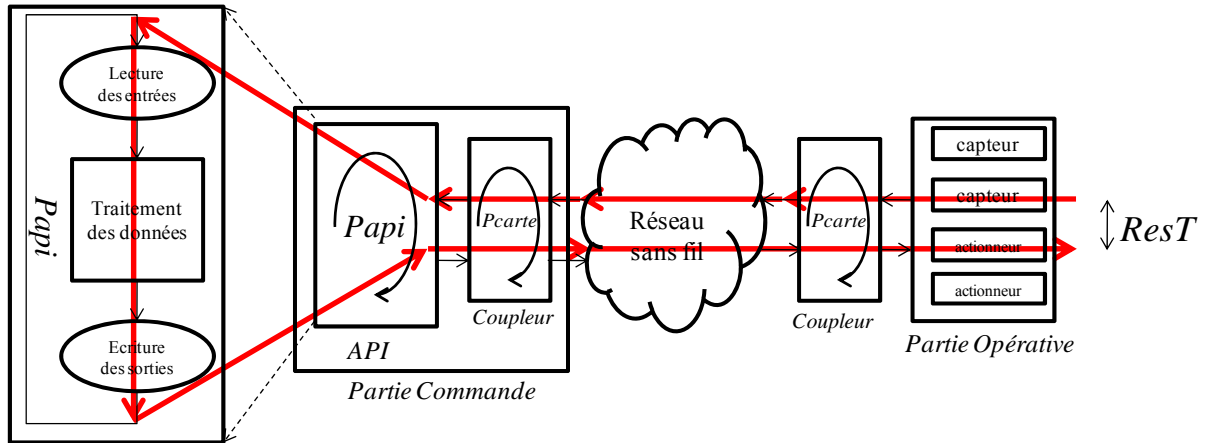 Lecture
des entrées
Papi
Traitement
des données
Ecriture
des sorties
Papi
API
Pcarte
Coupleur
Partie Commande
Réseau
sans fil
Pcarte
Coupleur
capteur
capteur
actionneur
actionneur
Partie Opérative
ResT